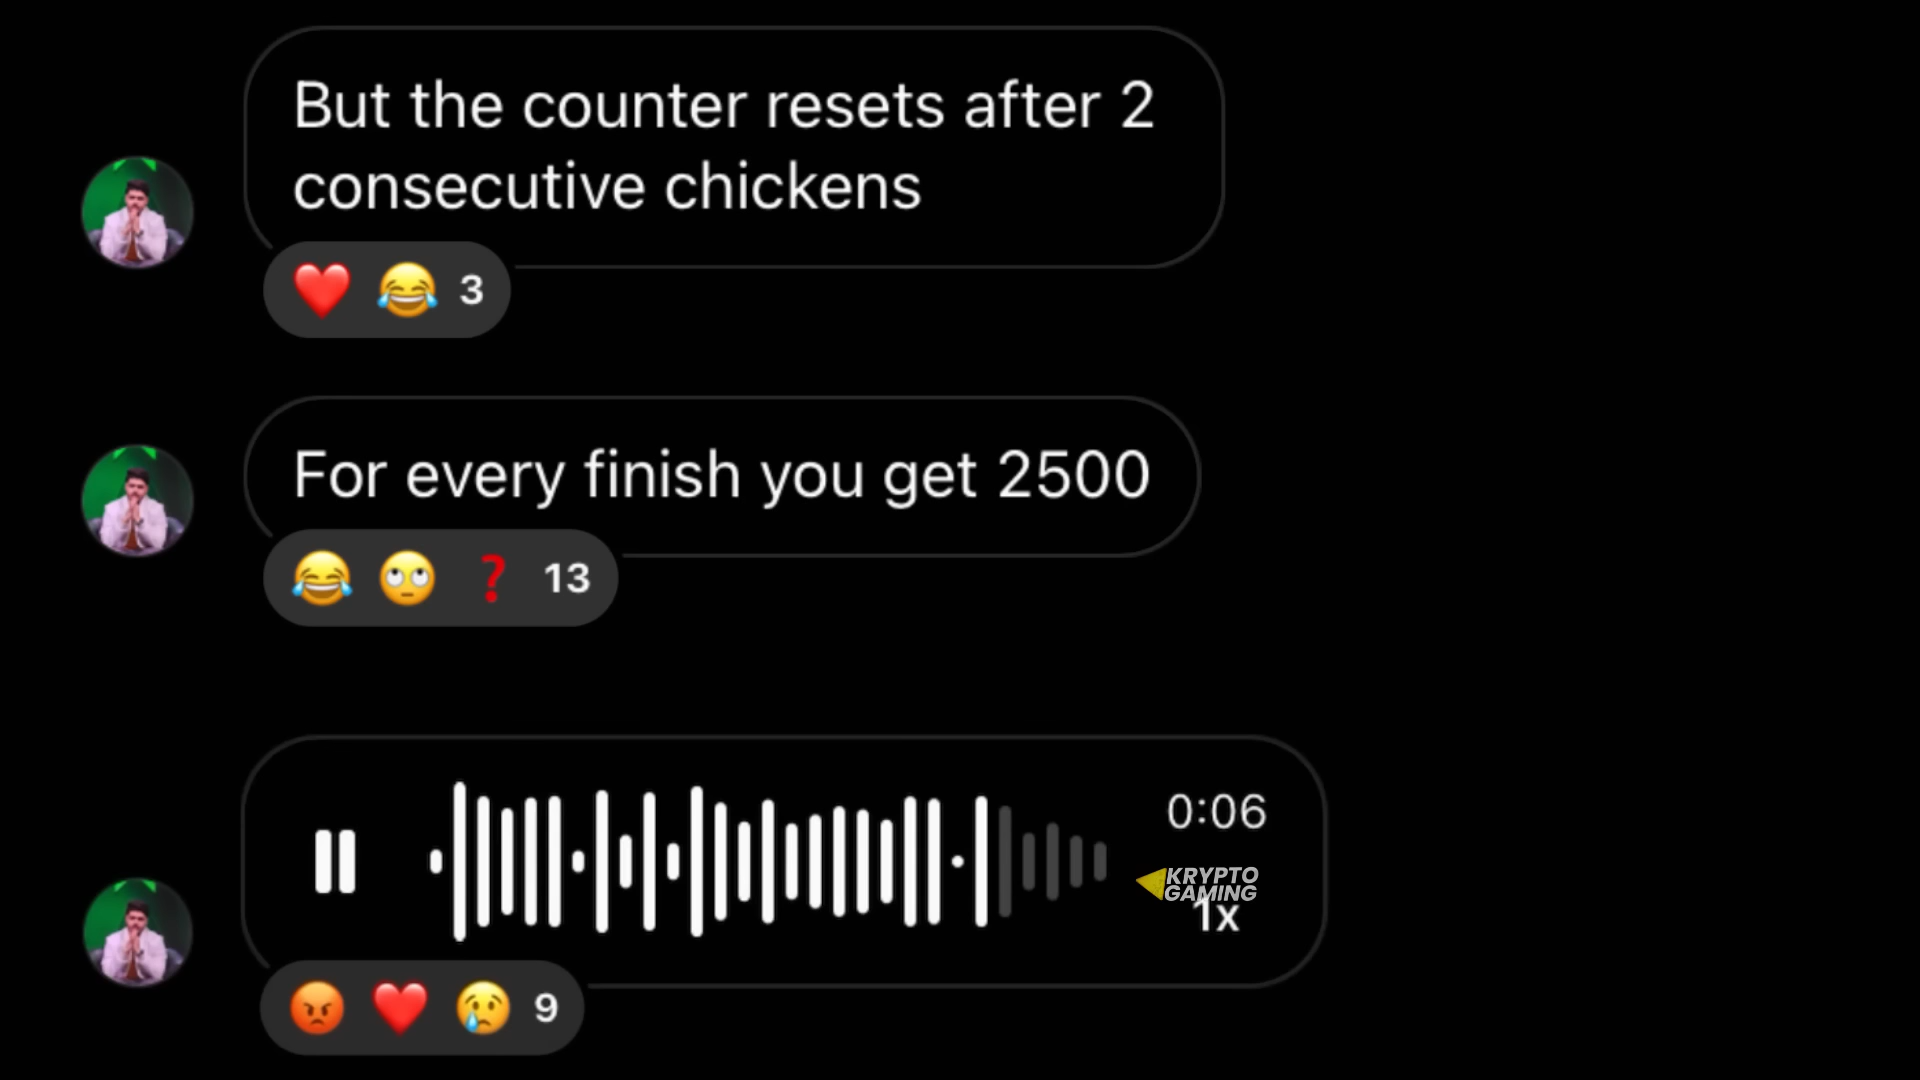 But the counter resets after 2
consecutive chickens
❤️ 😂 3
For every finish you get 2500
😂 🙄 ❓ 13
0:06
KRYPTO
GAMING
1x
😡 ❤️ 😢 9